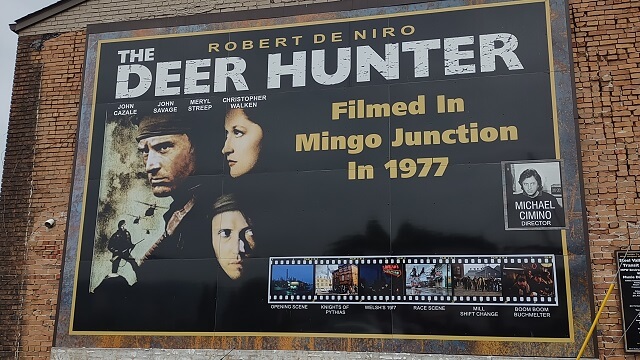 ROBERT DE NIRO
THE
DEER HUNTER
JOHN
CAZALE
JOHN
SAVAGE
MERYL
STREEP
CHRISTOPHER
WALKEN
Filmed In
Mingo Junction
In 1977
MICHAEL
CIMINO
DIRECTOR
OPENING SCENE
KNIGHTS OF
PYTHIAS
WELSH'S 1977
RACE SCENE
MILL
SHIFT CHANGE
BOOM BOOM
BUCHMELTER